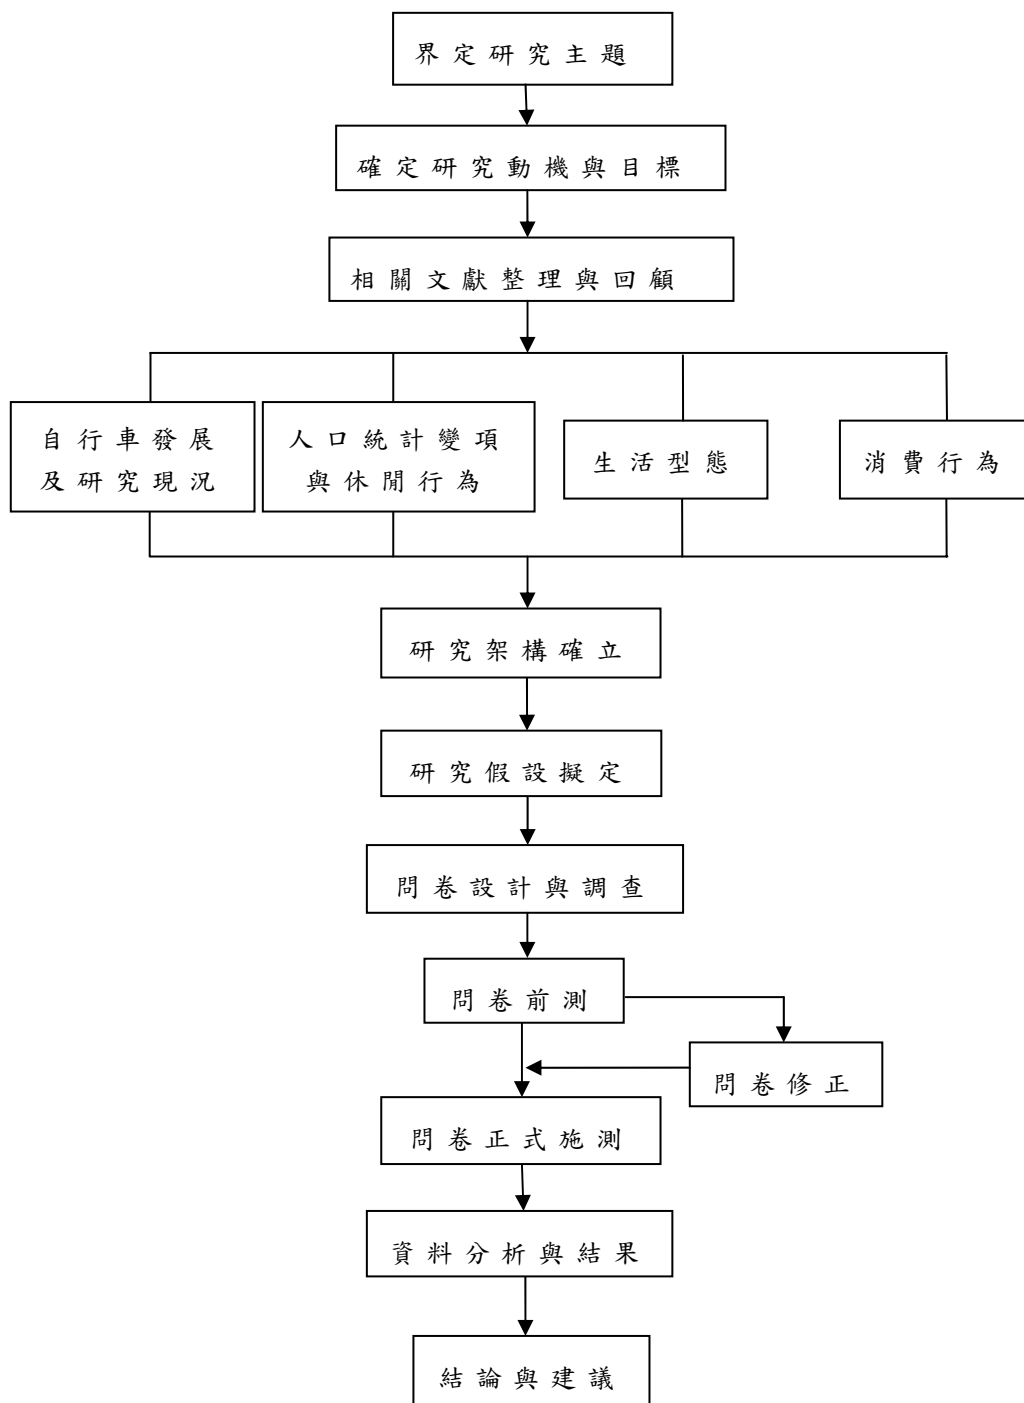 界定研究主題
確定研究動機與目標
相關文獻整理與回顧
自行車發展
及研究現況
人口統計變項
與休閒行為
生活型態
消費行為
研究架構確立
研究假設擬定
問卷設計與調查
問卷前測
問卷修正
問卷正式施測
資料分析與結果
結論與建議